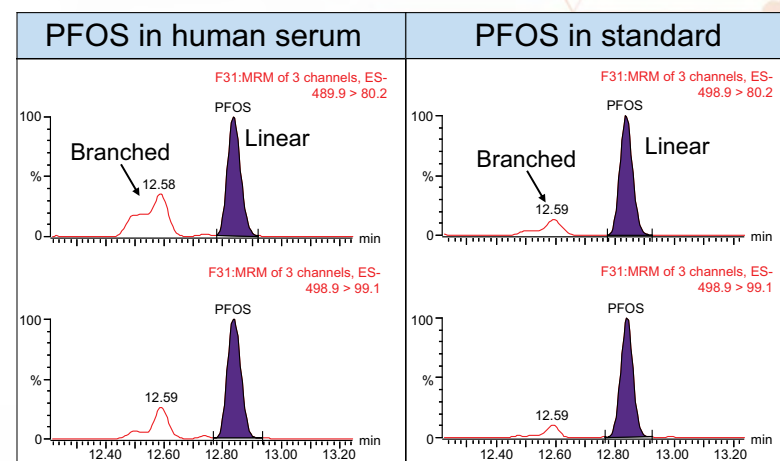 PFOS in human serum
PFOS in standard
F31:MRM of 3 channels, ES-
489.9 > 80.2
100
PFOS
Linear
Branched
12.58
%
0
min
F31:MRM of 3 channels, ES-
498.9 > 80.2
100
PFOS
Linear
Branched
12.59
%
0
min
F31:MRM of 3 channels, ES-
498.9 > 99.1
100
PFOS
12.59
%
0
min
12.40 12.60 12.80 13.00 13.20
F31:MRM of 3 channels, ES-
498.9 > 99.1
100
PFOS
12.59
%
0
min
12.40 12.60 12.80 13.00 13.20